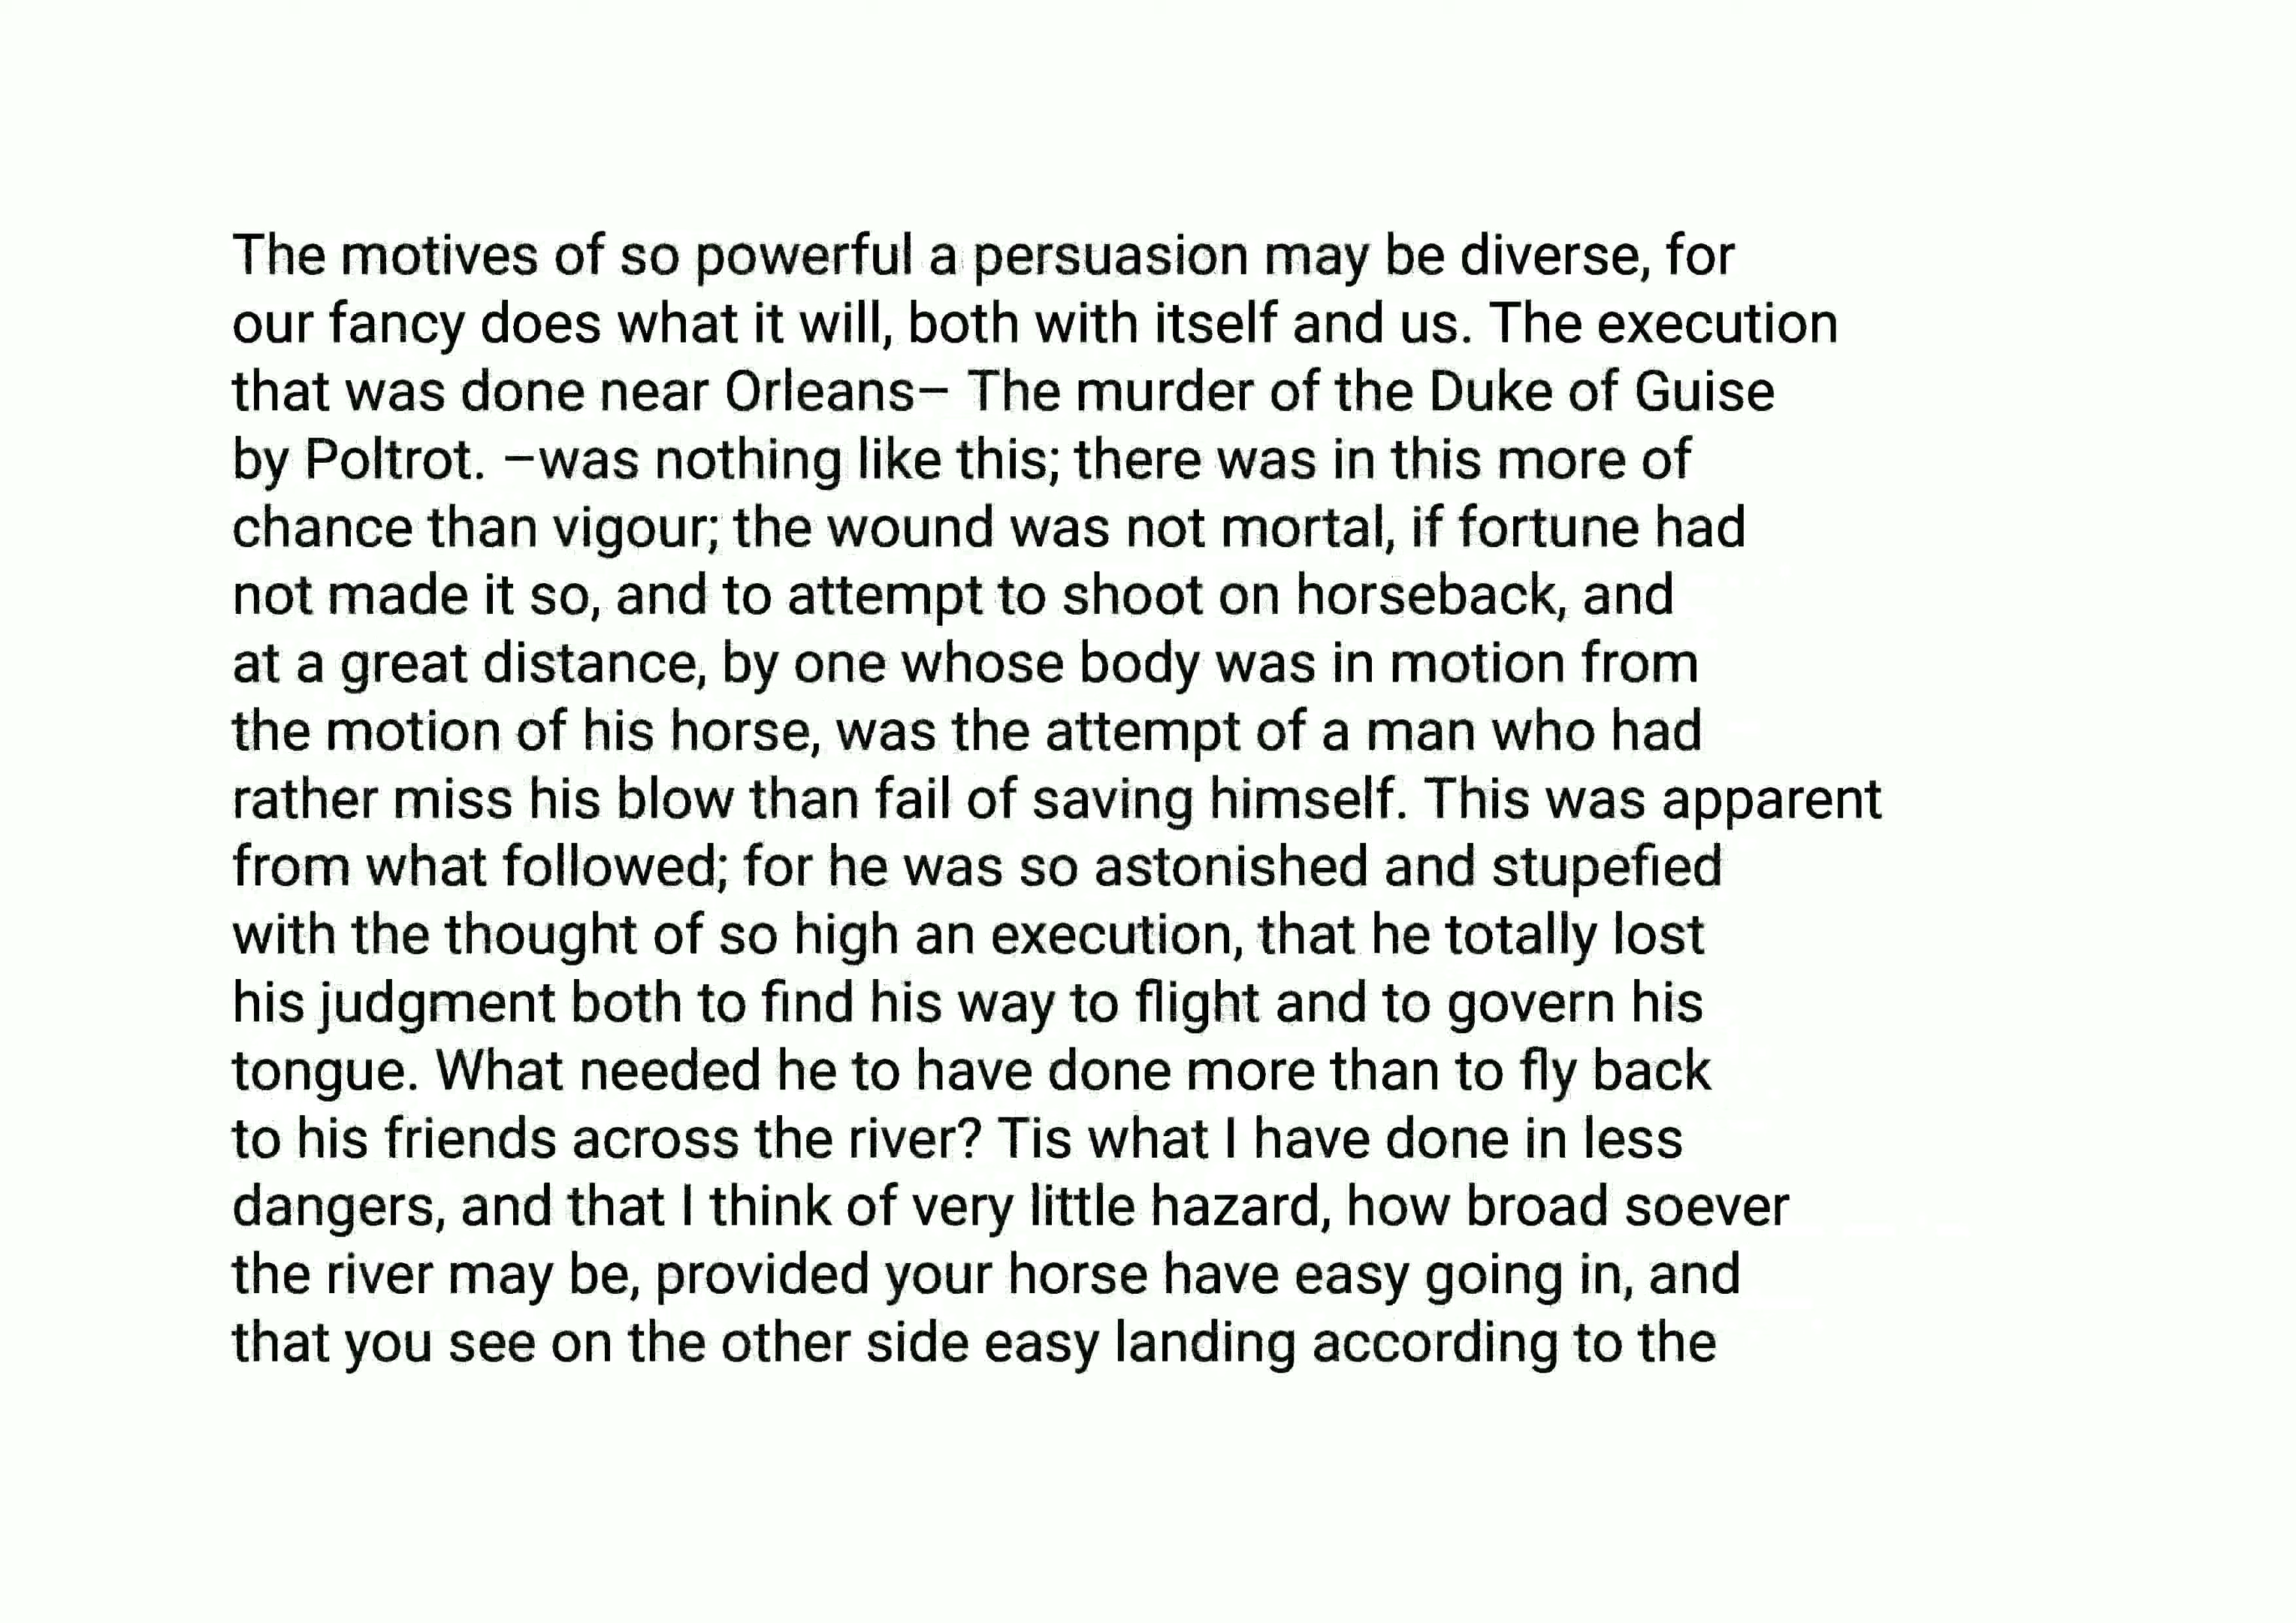 The motives of so powerful a persuasion may be diverse, for
our fancy does what it will, both with itself and us. The execution
that was done near Orleans– The murder of the Duke of Guise
by Poltrot. –was nothing like this; there was in this more of
chance than vigour; the wound was not mortal, if fortune had
not made it so, and to attempt to shoot on horseback, and
at a great distance, by one whose body was in motion from
the motion of his horse, was the attempt of a man who had
rather miss his blow than fail of saving himself. This was apparent
from what followed; for he was so astonished and stupefied
with the thought of so high an execution, that he totally lost
his judgment both to find his way to flight and to govern his
tongue. What needed he to have done more than to fly back
to his friends across the river? Tis what I have done in less
dangers, and that I think of very little hazard, how broad soever
the river may be, provided your horse have easy going in, and
that you see on the other side easy landing according to the